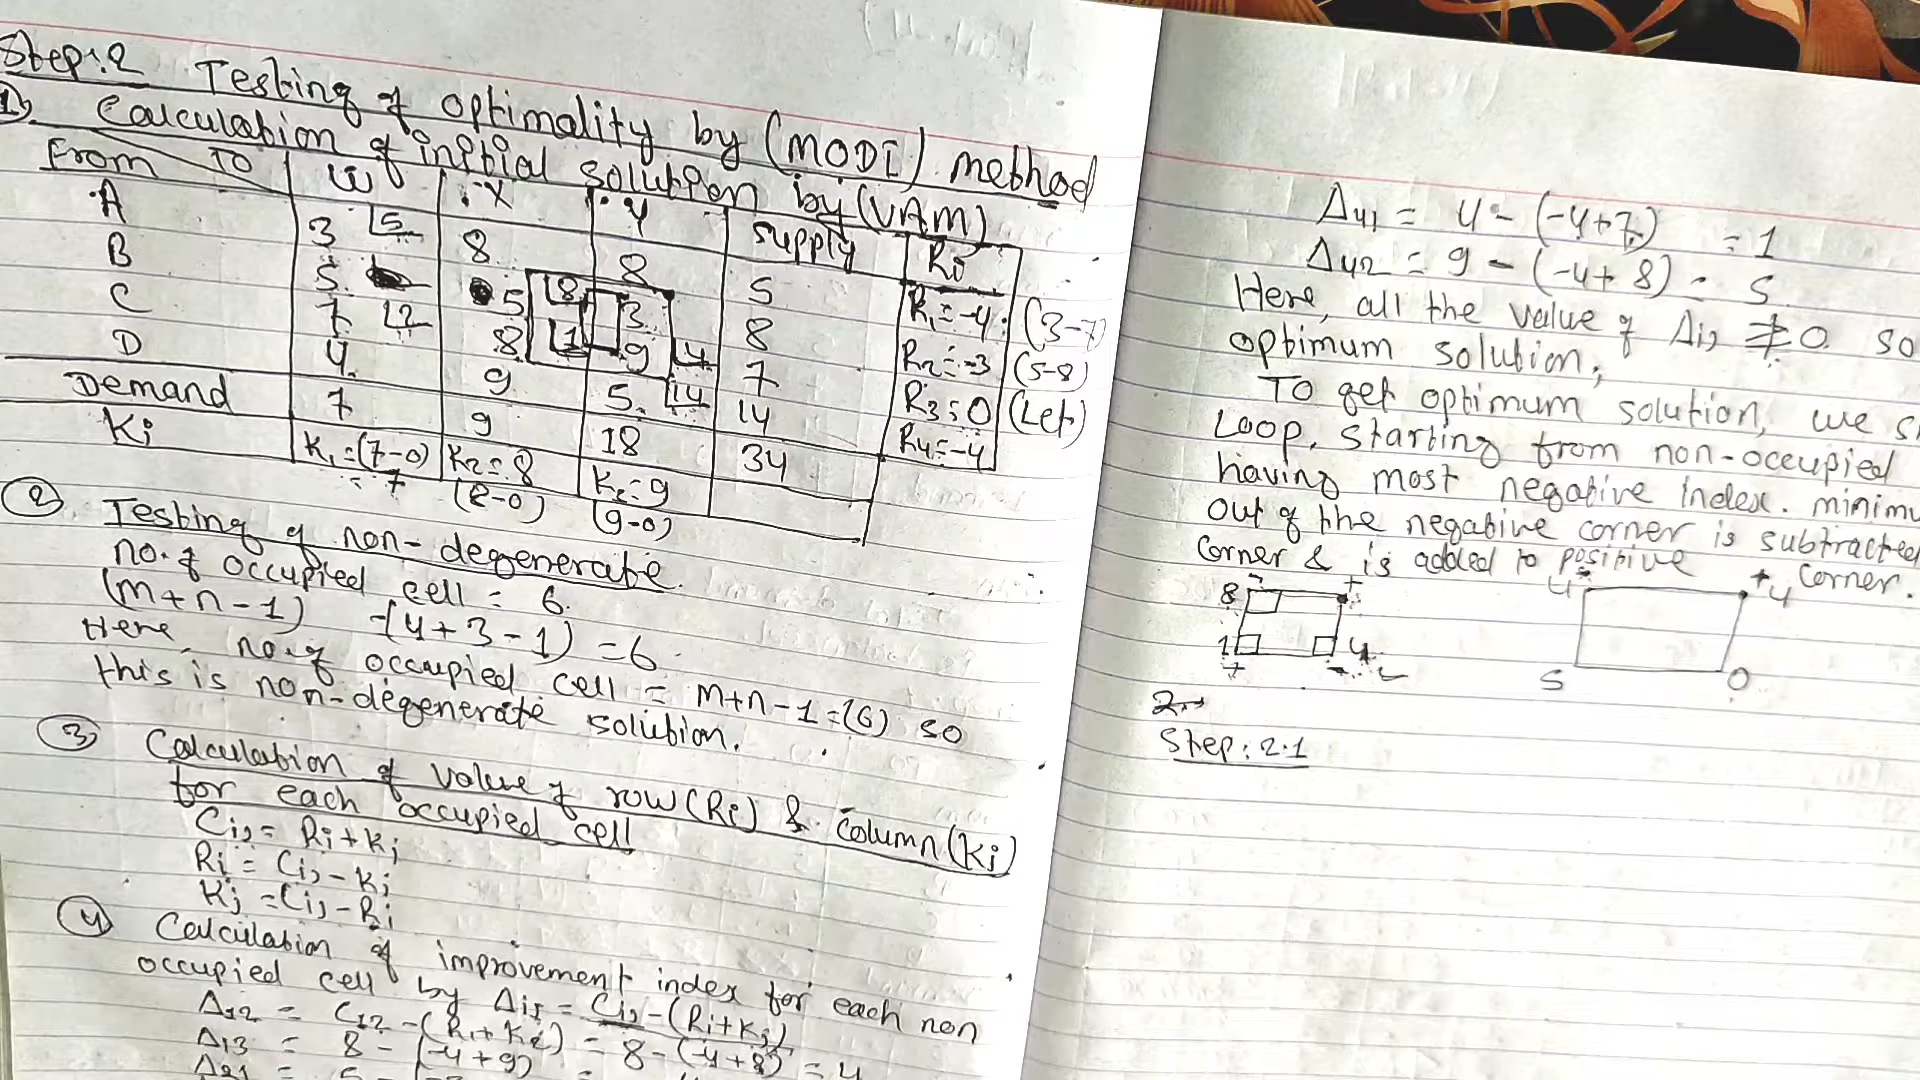 Step:2 Testing of optimality by (MODI) method
1) Calculation of initial solution by (VAM)
From TO W X Y Supply Ri
A 3 5 8 8 5 R1=-4 (3-7)
B 5 5 8 3 8 R2=-3 (5-8)
C 7 2 8 1 9 4 7 R3=0 (Let)
D 4 9 5 14 14 R4=-4
Demand 7 9 18 34
Ki K1=(7-0) K2=8 K3=9
=7 (8-0) (9-0)
2 Testing of non-degenerate.
no. of occupied cell = 6.
(m+n-1) -(4+3-1) =6.
Here, no. of occupied cell = m+n-1=(6) so
this is non-degenerate solution.
3 Calculation of value of row (Ri) & column (Kj)
for each occupied cell
Cij= Ri+Kj
Ri = Cij-Kj
Kj =Cij-Ri
4 Calculation of improvement index for each non
occupied cell by Δij = Cij-(Ri+Kj)
Δ12 = C12-(R1+K2) = 8-(-4+8) =4
Δ13 = 8-(-4+9)
Δ21 = 5
Δ41 = 4-(-4+7) =1
Δ42 = 9-(-4+8) = 5
Here, all the value of Δij ≱0. so
optimum solution,
To get optimum solution, we
Loop, starting from non-occupied
having most negative index. minimu
out of the negative corner is subtracted
corner & is added to positive corner.
8 - +
1 + - 4
4 +4
5 0
Step: 2.1